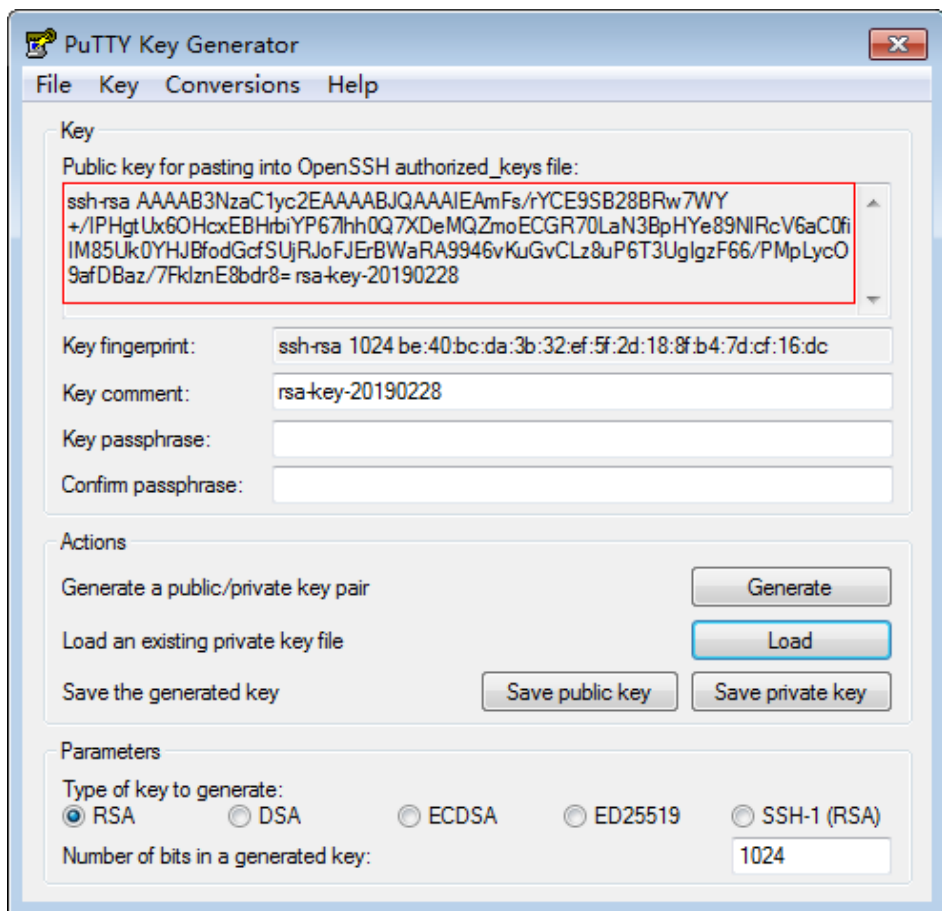 PuTTY Key Generator
File Key Conversions Help
Key
Public key for pasting into OpenSSH authorized_keys file:
ssh-rsa AAAAB3NzaC1yc2EAAAABJQAAAIEAmFs/rYCE9SB28BRw7WY
+/IPHgtUx6OHcxEBHrbiYP67lhh0Q7XDeMQZmoECGR70LaN3BpHYe89NIRcV6aC0fi
IM85Uk0YHJBfodGcfSUjRJoFJErBWaRA9946vKuGvCLz8uP6T3UglgzF66/PMpLycO
9afDBaz/7FklznE8bdr8= rsa-key-20190228
Key fingerprint: ssh-rsa 1024 be:40:bc:da:3b:32:ef:5f:2d:18:8f:b4:7d:cf:16:dc
Key comment: rsa-key-20190228
Key passphrase:
Confirm passphrase:
Actions
Generate a public/private key pair Generate
Load an existing private key file Load
Save the generated key Save public key Save private key
Parameters
Type of key to generate:
RSA DSA ECDSA ED25519 SSH-1 (RSA)
Number of bits in a generated key: 1024